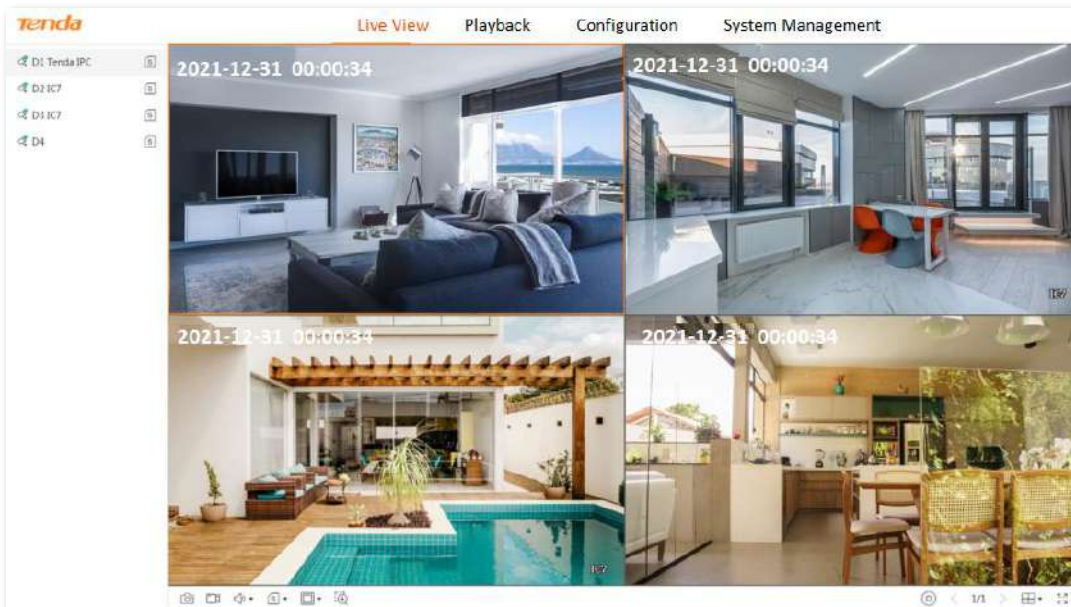 Tenda
Live View Playback Configuration System Management
D1 Tenda IPC
D2 IC7
D3 IC7
D4
2021-12-31 00:00:34
2021-12-31 00:00:34
IC7
2021-12-31 00:00:34
IC7
2021-12-31 00:00:34
1/1